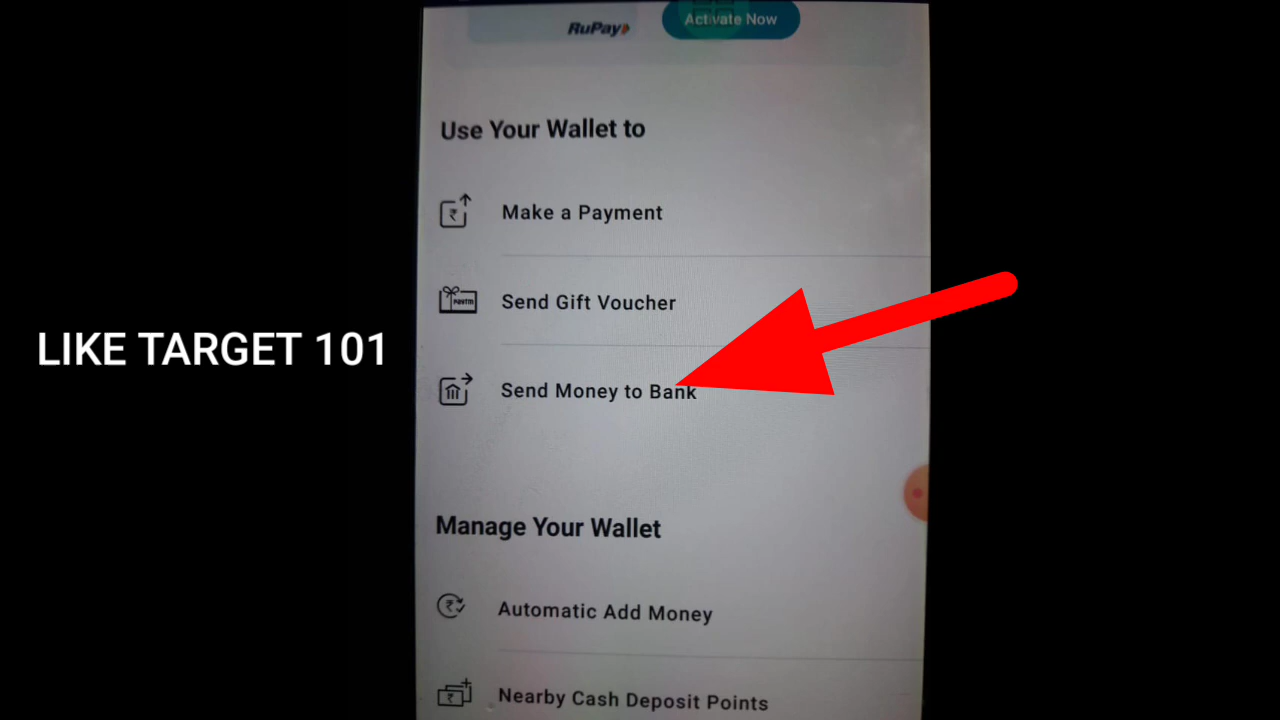 RuPay
Activate Now
Use Your Wallet to
Make a Payment
Paytm
Send Gift Voucher
LIKE TARGET 101
Send Money to Bank
Manage Your Wallet
Automatic Add Money
Nearby Cash Deposit Points